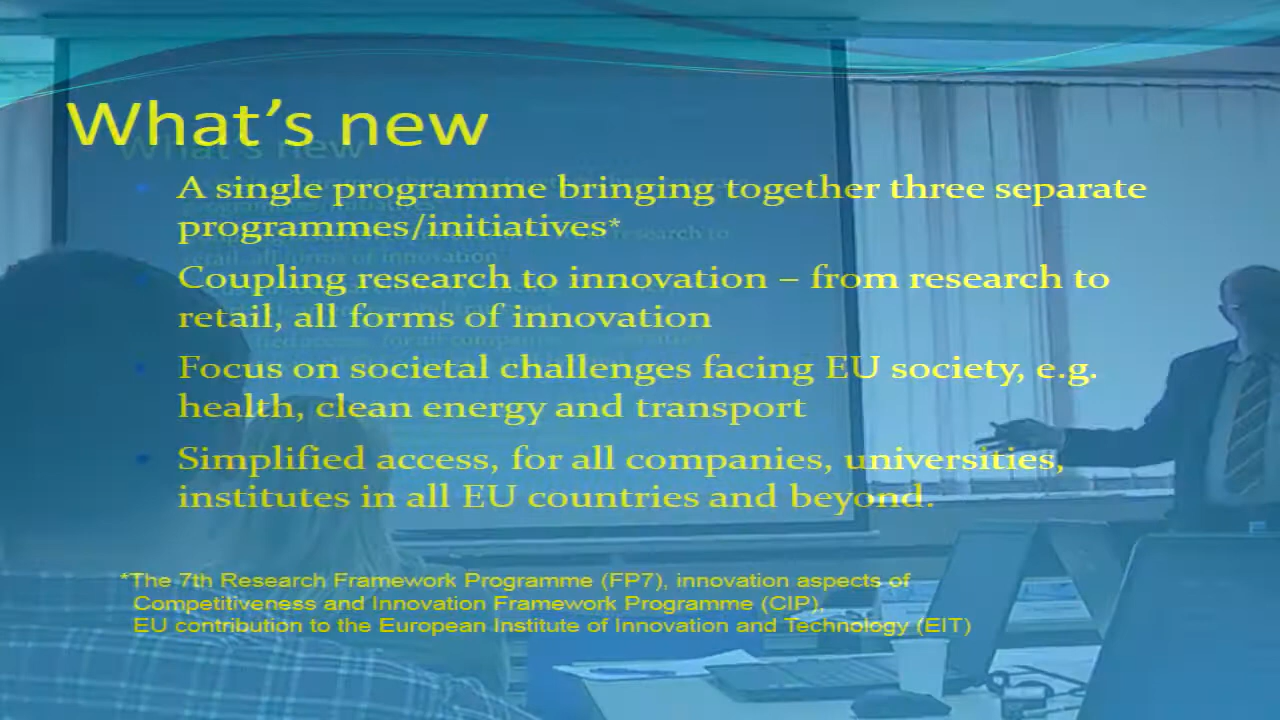 What's new
A single programme bringing together three separate
programmes/initiatives*
Coupling research to innovation – from research to
retail, all forms of innovation
Focus on societal challenges facing EU society, e.g.
health, clean energy and transport
Simplified access, for all companies, universities,
institutes in all EU countries and beyond.
*The 7th Research Framework Programme (FP7), innovation aspects of
Competitiveness and Innovation Framework Programme (CIP),
EU contribution to the European Institute of Innovation and Technology (EIT)